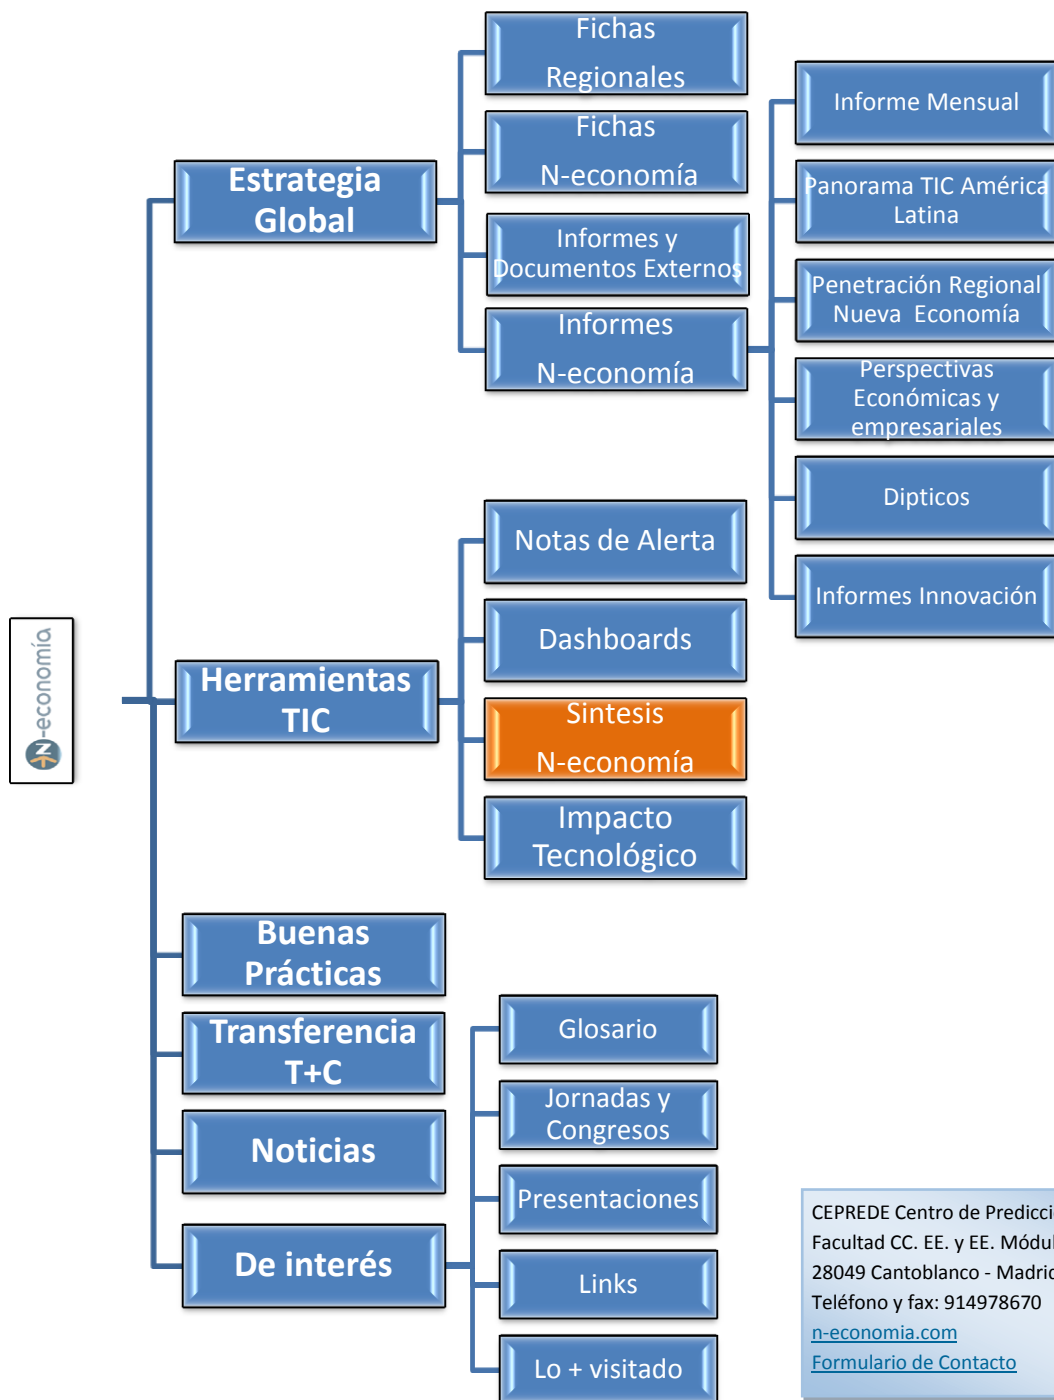 N-economía
Estrategia
Global
Fichas
Regionales
Fichas
N-economía
Informes y
Documentos Externos
Informes
N-economía
Informe Mensual
Panorama TIC América
Latina
Penetración Regional
Nueva Economía
Perspectivas
Económicas y
empresariales
Dipticos
Informes Innovación
Herramientas
TIC
Notas de Alerta
Dashboards
Sintesis
N-economía
Impacto
Tecnológico
Buenas
Prácticas
Transferencia
T+C
Noticias
De interés
Glosario
Jornadas y
Congresos
Presentaciones
Links
Lo + visitado
CEPREDE Centro de Predicci
Facultad CC. EE. y EE. Módul
28049 Cantoblanco - Madrid
Teléfono y fax: 914978670
n-economia.com
Formulario de Contacto